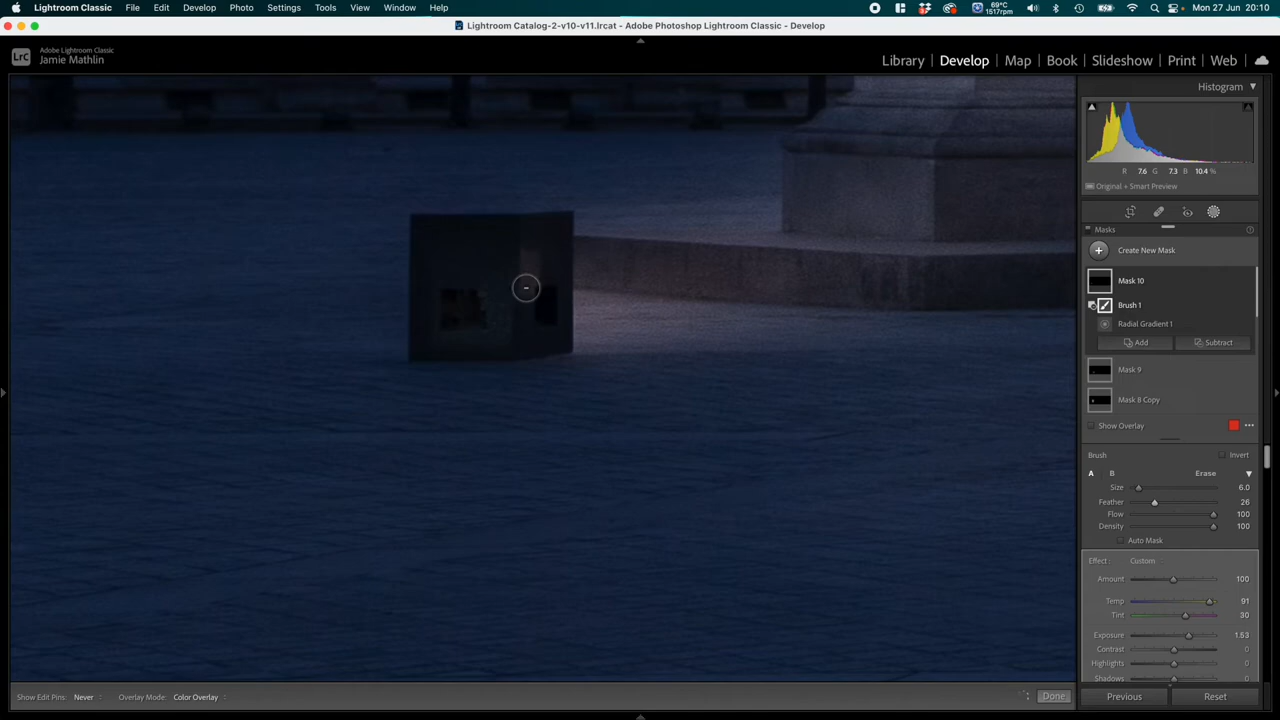 Lightroom Classic File Edit Develop Photo Settings Tools View Window Help 69°C 1517rpm Mon 27 Jun 20:10
Lightroom Catalog-2-v10-v11.lrcat - Adobe Photoshop Lightroom Classic - Develop
LrC Adobe Lightroom Classic
Jamie Mathlin
Library Develop Map Book Slideshow Print Web
Histogram
R 7.6 G 7.3 B 10.4 %
Original + Smart Preview
Masks
Create New Mask
Mask 10
Brush 1
Radial Gradient 1
Add Subtract
Mask 9
Mask 8 Copy
Show Overlay
Brush Invert
A B Erase
Size 6.0
Feather 26
Flow 100
Density 100
Auto Mask
Effect : Custom
Amount 100
Temp 91
Tint 30
Exposure 1.53
Contrast 0
Highlights 0
Shadows 0
Show Edit Pins: Never Overlay Mode: Color Overlay Done Previous Reset